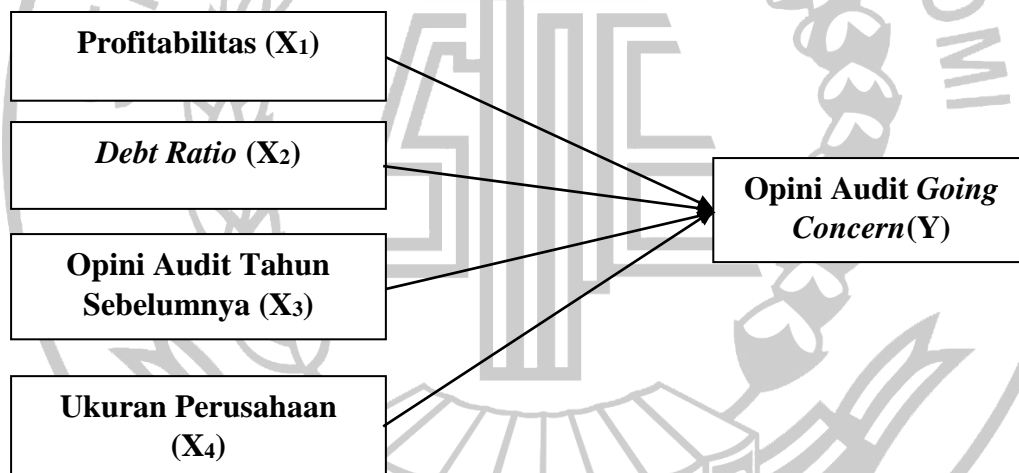 Profitabilitas (X1)
Debt Ratio (X2)
Opini Audit Going
Concern(Y)
Opini Audit Tahun
Sebelumnya (X3)
Ukuran Perusahaan
(X4)